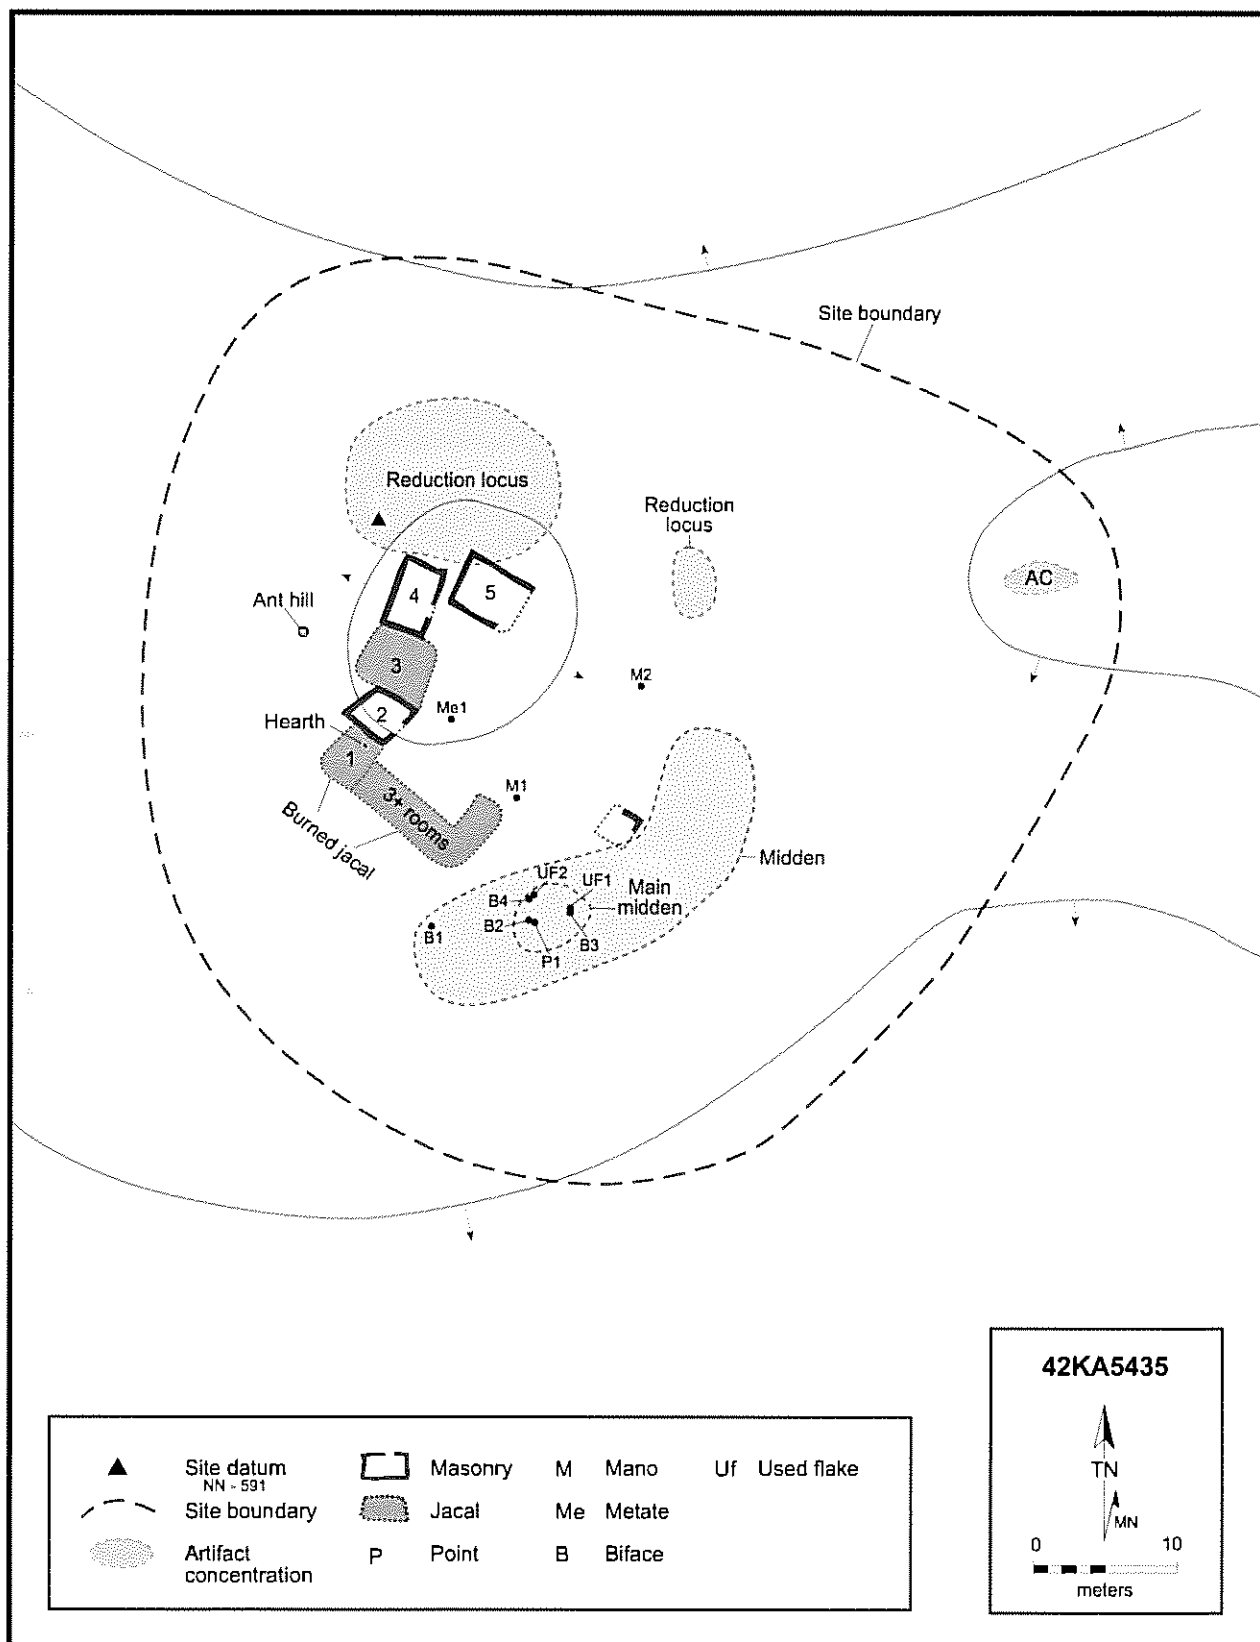 Site boundary
Reduction locus
Reduction
locus
AC
4
5
Ant hill
3
M2
2
Me1
Hearth
1
M1
3+ rooms
Burned jacal
Midden
UF2
UF1
Main
midden
B4
B2
B1
B3
P1
42KA5435
TN
MN
0 10
meters
Site datum
NN - 591
Site boundary
Artifact
concentration
Masonry
Jacal
P Point
M Mano
Me Metate
B Biface
Uf Used flake